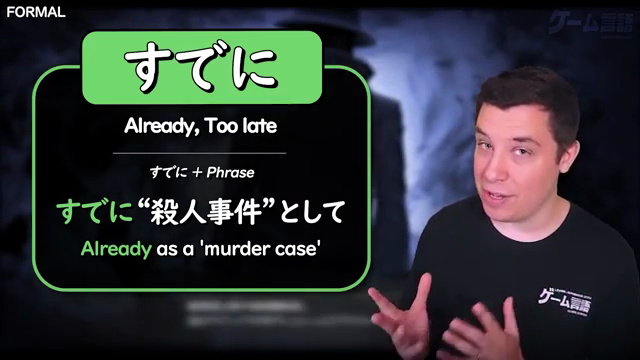 FORMAL
ゲーム言語
すでに
Already, Too late
すでに + Phrase
すでに“殺人事件”として
Already as a 'murder case'
ゲーム言語